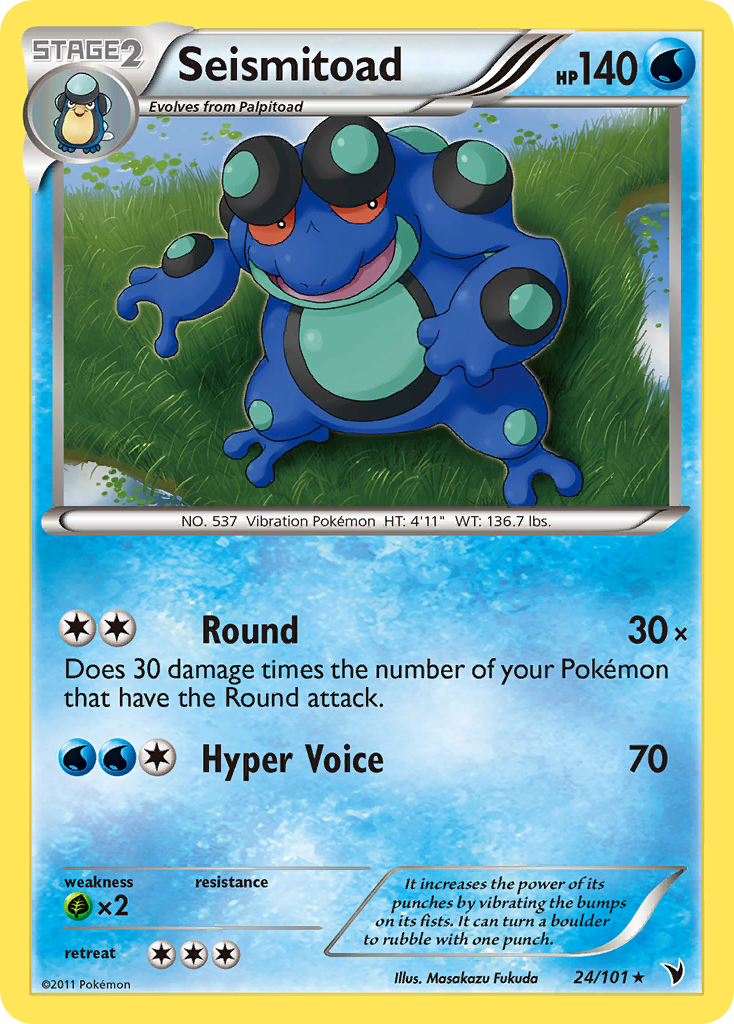 STAGE2
Seismitoad
HP140
Evolves from Palpitoad
NO. 537 Vibration Pokémon HT: 4'11" WT: 136.7 lbs.
Round 30×
Does 30 damage times the number of your Pokémon
that have the Round attack.
Hyper Voice 70
weakness resistance
×2
retreat
It increases the power of its
punches by vibrating the bumps
on its fists. It can turn a boulder
to rubble with one punch.
©2011 Pokémon
Illus. Masakazu Fukuda
24/101 ★